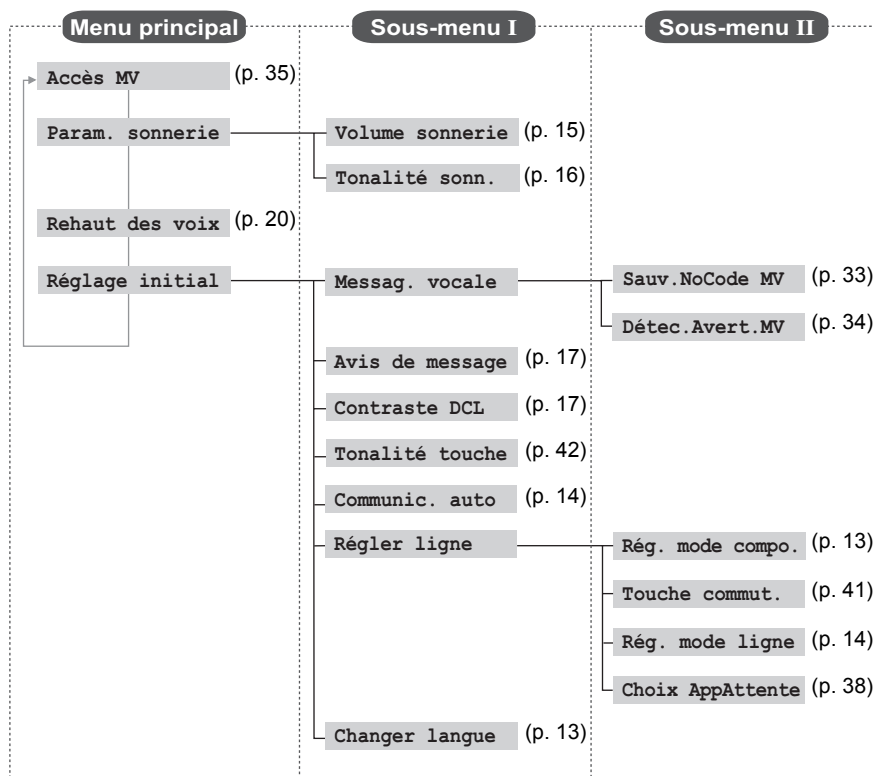 Menu principal Sous-menu I Sous-menu II
Accès MV (p. 35)
Param. sonnerie Volume sonnerie (p. 15)
Tonalité sonn. (p. 16)
Rehaut des voix (p. 20)
Réglage initial Messag. vocale Sauv.NoCode MV (p. 33)
Détec.Avert.MV (p. 34)
Avis de message (p. 17)
Contraste DCL (p. 17)
Tonalité touche (p. 42)
Communic. auto (p. 14)
Régler ligne Rég. mode compo. (p. 13)
Touche commut. (p. 41)
Rég. mode ligne (p. 14)
Choix AppAttente (p. 38)
Changer langue (p. 13)